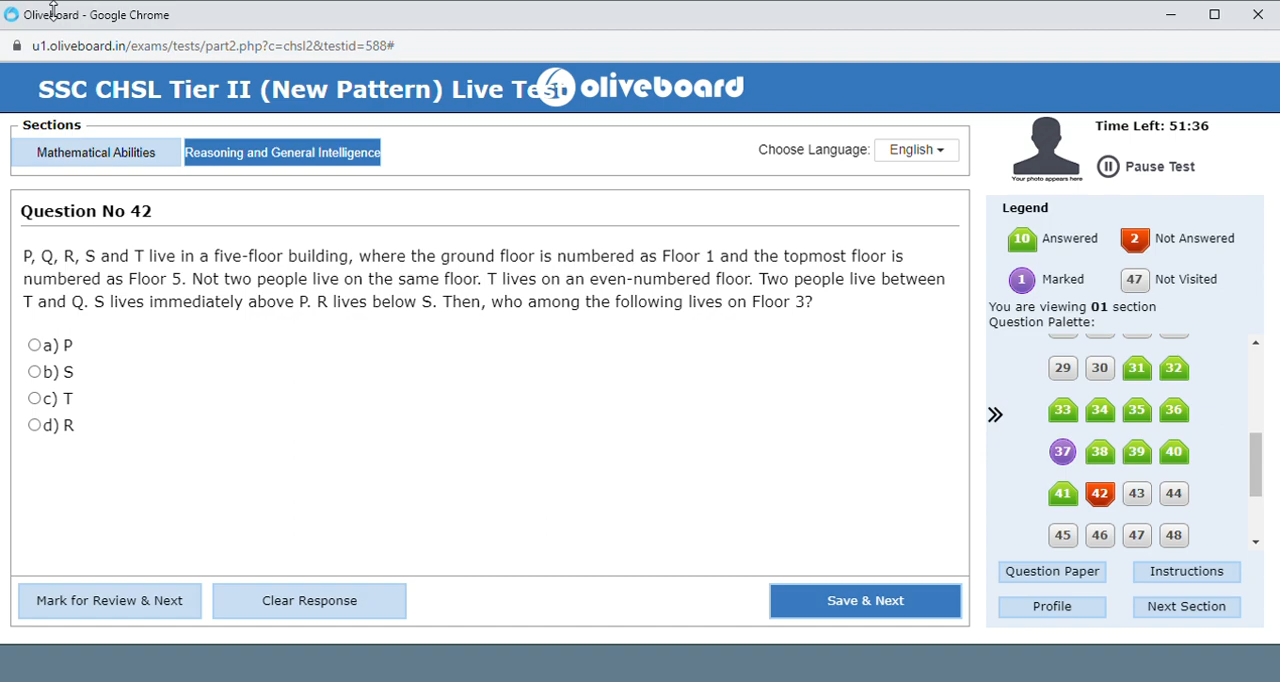 Oliveboard - Google Chrome
u1.oliveboard.in/exams/tests/part2.php?c=chsl2&testid=588#
SSC CHSL Tier II (New Pattern) Live Test oliveboard
Sections
Mathematical Abilities Reasoning and General Intelligence
Choose Language: English
Your photo appears here
Time Left: 51:36
Pause Test
Question No 42
P, Q, R, S and T live in a five-floor building, where the ground floor is numbered as Floor 1 and the topmost floor is
numbered as Floor 5. Not two people live on the same floor. T lives on an even-numbered floor. Two people live between
T and Q. S lives immediately above P. R lives below S. Then, who among the following lives on Floor 3?
a) P
b) S
c) T
d) R
Mark for Review & Next Clear Response Save & Next
Legend
10 Answered 2 Not Answered
1 Marked 47 Not Visited
You are viewing 01 section
Question Palette:
29 30 31 32
33 34 35 36
37 38 39 40
41 42 43 44
45 46 47 48
Question Paper Instructions
Profile Next Section